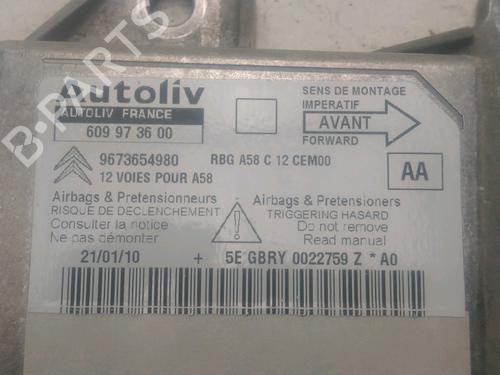 B-PARTS
Autoliv
AUTOLIV FRANCE
609 97 36 00
SENS DE MONTAGE
IMPERATIF
AVANT
FORWARD
9673654980 RBG A58 C 12 CEM00
12 VOIES POUR A58
AA
Airbags & Pretensionneurs
RISQUE DE DECLENCHEMENT
Consulter la notice
Ne pas démonter
Airbags & Pretensioners
TRIGGERING HASARD
Do not remove
Read manual
21/01/10 + 5E GBRY 0022759 Z * A0